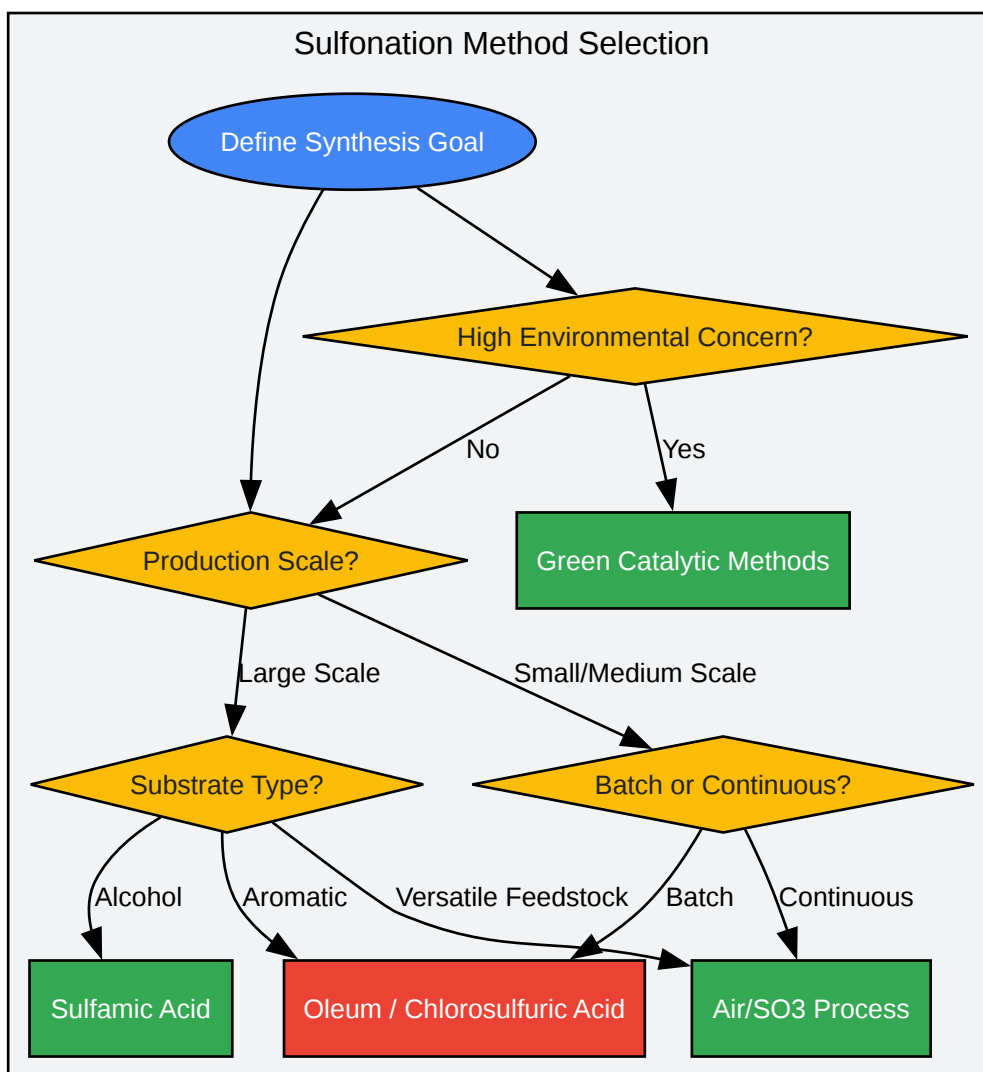 Sulfonation Method Selection
Define Synthesis Goal
High Environmental Concern?
No
Yes
Production Scale?
Green Catalytic Methods
Large Scale
Small/Medium Scale
Substrate Type?
Batch or Continuous?
Alcohol
Aromatic
Versatile Feedstock
Batch
Continuous
Sulfamic Acid
Oleum / Chlorosulfuric Acid
Air/SO3 Process